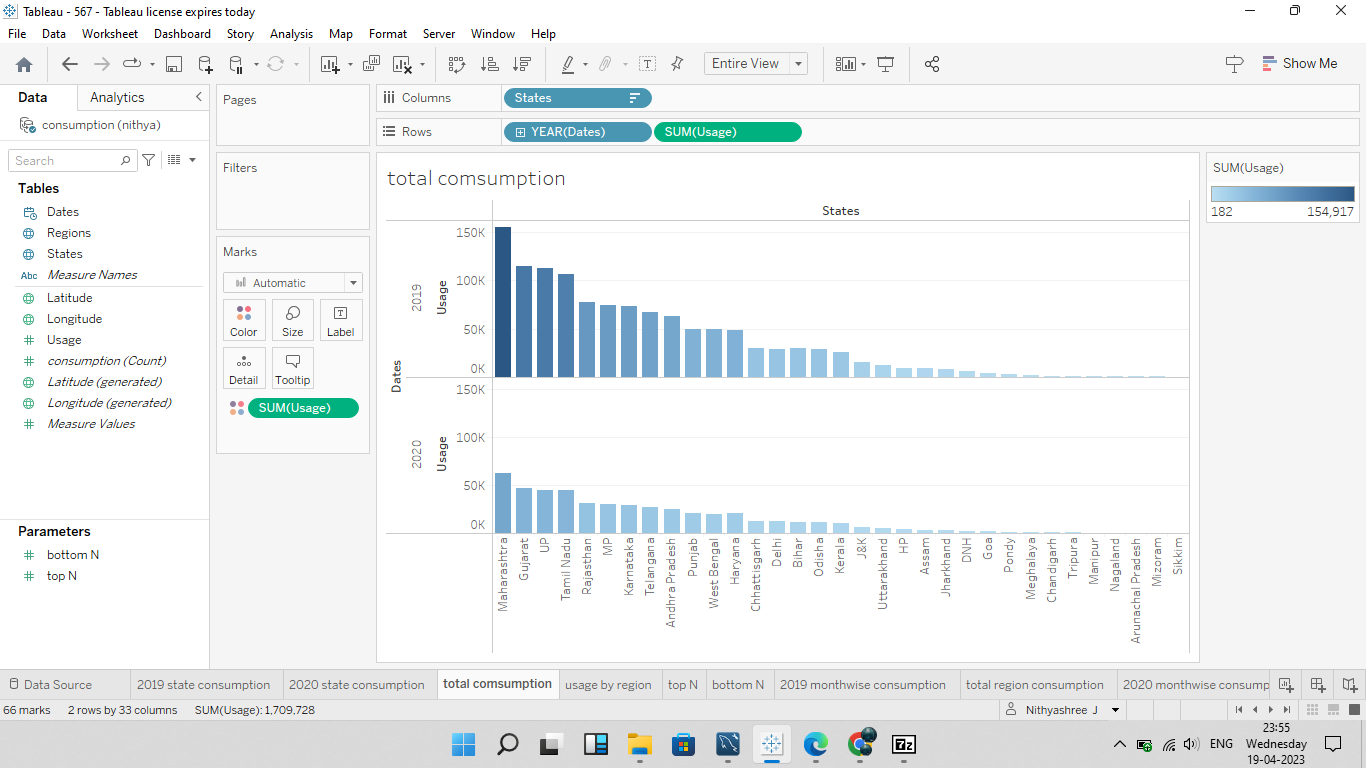 Tableau - 567 - Tableau license expires today
File Data Worksheet Dashboard Story Analysis Map Format Server Window Help
Entire View
Show Me
Data Analytics
consumption (nithya)
Search
Tables
Dates
Regions
States
Abc Measure Names
Latitude
Longitude
Usage
consumption (Count)
Latitude (generated)
Longitude (generated)
Measure Values
Parameters
bottom N
top N
Pages
Filters
Marks
Automatic
Color Size Label
Detail Tooltip
SUM(Usage)
Columns States
Rows YEAR(Dates) SUM(Usage)
total comsumption
States
Dates
2019
Usage
150K
100K
50K
0K
2020
Usage
150K
100K
50K
0K
Maharashtra
Gujarat
UP
Tamil Nadu
Rajasthan
MP
Karnataka
Telangana
Andhra Pradesh
Punjab
West Bengal
Haryana
Chhattisgarh
Delhi
Bihar
Odisha
Kerala
J&K
Uttarakhand
HP
Assam
Jharkhand
DNH
Goa
Pondy
Meghalaya
Chandigarh
Tripura
Manipur
Nagaland
Arunachal Pradesh
Mizoram
Sikkim
SUM(Usage)
182 154,917
Data Source 2019 state consumption 2020 state consumption total comsumption usage by region top N bottom N 2019 monthwise consumption total region consumption 2020 monthwise consump
66 marks 2 rows by 33 columns SUM(Usage): 1,709,728 Nithyashree J
7z
ENG
23:55
Wednesday
19-04-2023